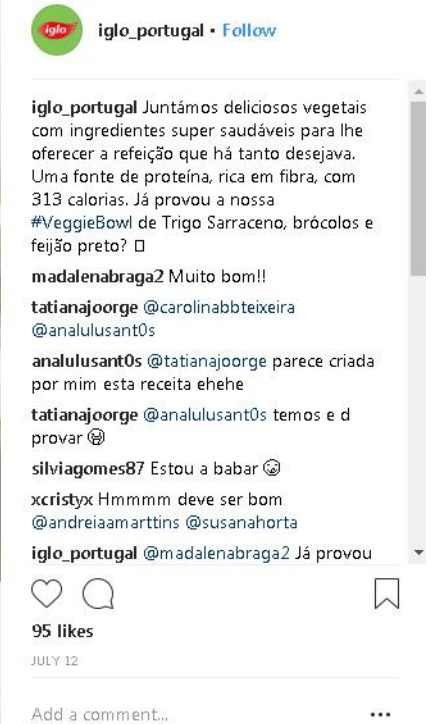 iglo
iglo_portugal • Follow
iglo_portugal Juntámos deliciosos vegetais
com ingredientes super saudáveis para lhe
oferecer a refeição que há tanto desejava.
Uma fonte de proteína, rica em fibra, com
313 calorias. Já provou a nossa
#VeggieBowl de Trigo Sarraceno, brócolos e
feijão preto?
madalenabraga2 Muito bom!!
tatianajoorge @carolinabbteixeira
@analulusant0s
analulusant0s @tatianajoorge parece criada
por mim esta receita ehehe
tatianajoorge @analulusant0s temos e d
provar
silviagomes87 Estou a babar
xcristyx Hmmmm deve ser bom
@andreiaamarttins @susanahorta
iglo_portugal @madalenabraga2 Já provou
95 likes
JULY 12
Add a comment...